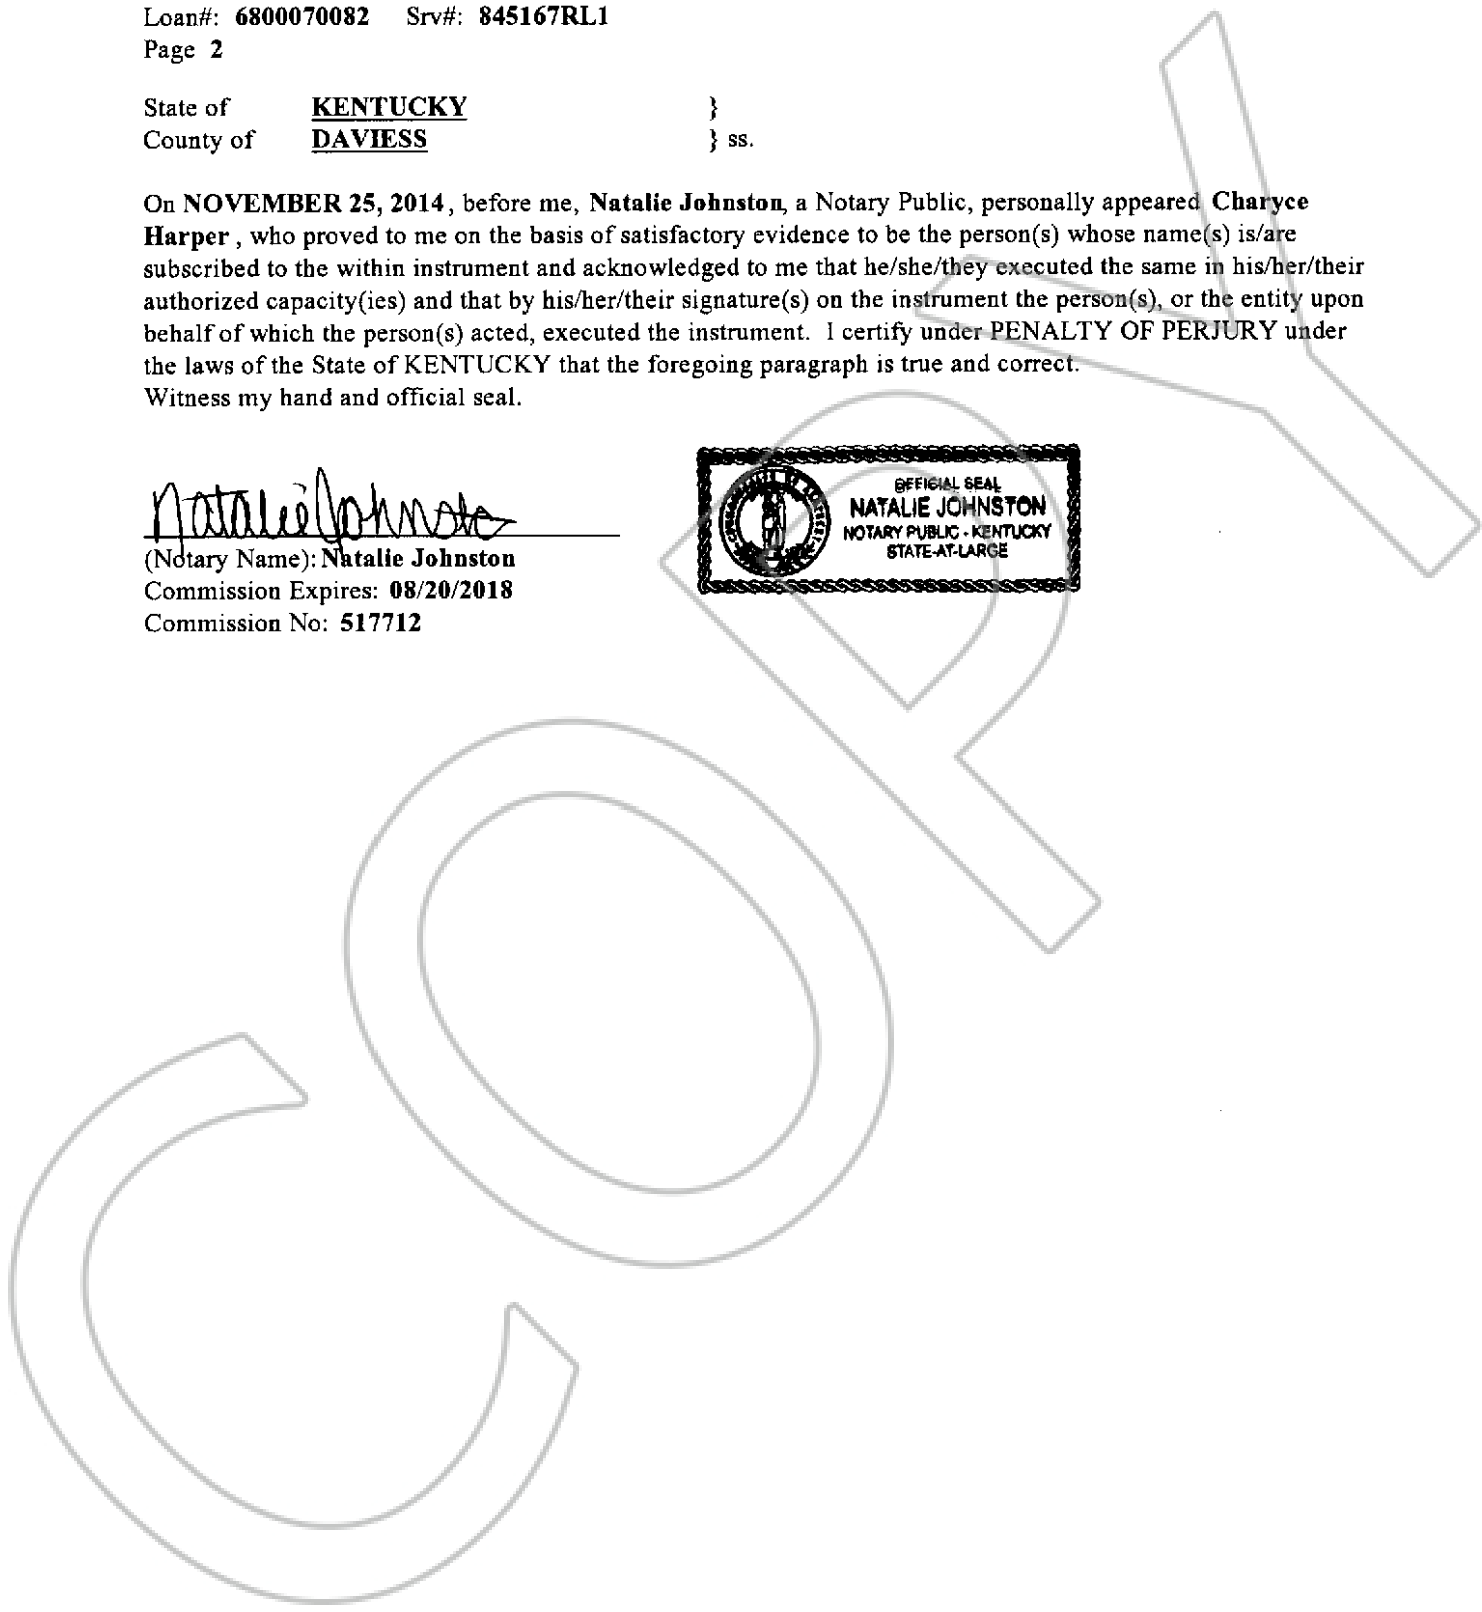 Loan#: 6800070082 Srv#: 845167RL1
Page 2
State of KENTUCKY }
County of DAVIESS } ss.
On NOVEMBER 25, 2014, before me, Natalie Johnston, a Notary Public, personally appeared Charyce
Harper , who proved to me on the basis of satisfactory evidence to be the person(s) whose name(s) is/are
subscribed to the within instrument and acknowledged to me that he/she/they executed the same in his/her/their
authorized capacity(ies) and that by his/her/their signature(s) on the instrument the person(s), or the entity upon
behalf of which the person(s) acted, executed the instrument. I certify under PENALTY OF PERJURY under
the laws of the State of KENTUCKY that the foregoing paragraph is true and correct.
Witness my hand and official seal.
Natalie Johnston
(Notary Name): Natalie Johnston
Commission Expires: 08/20/2018
Commission No: 517712
OFFICIAL SEAL
NATALIE JOHNSTON
NOTARY PUBLIC - KENTUCKY
STATE-AT-LARGE
COPY